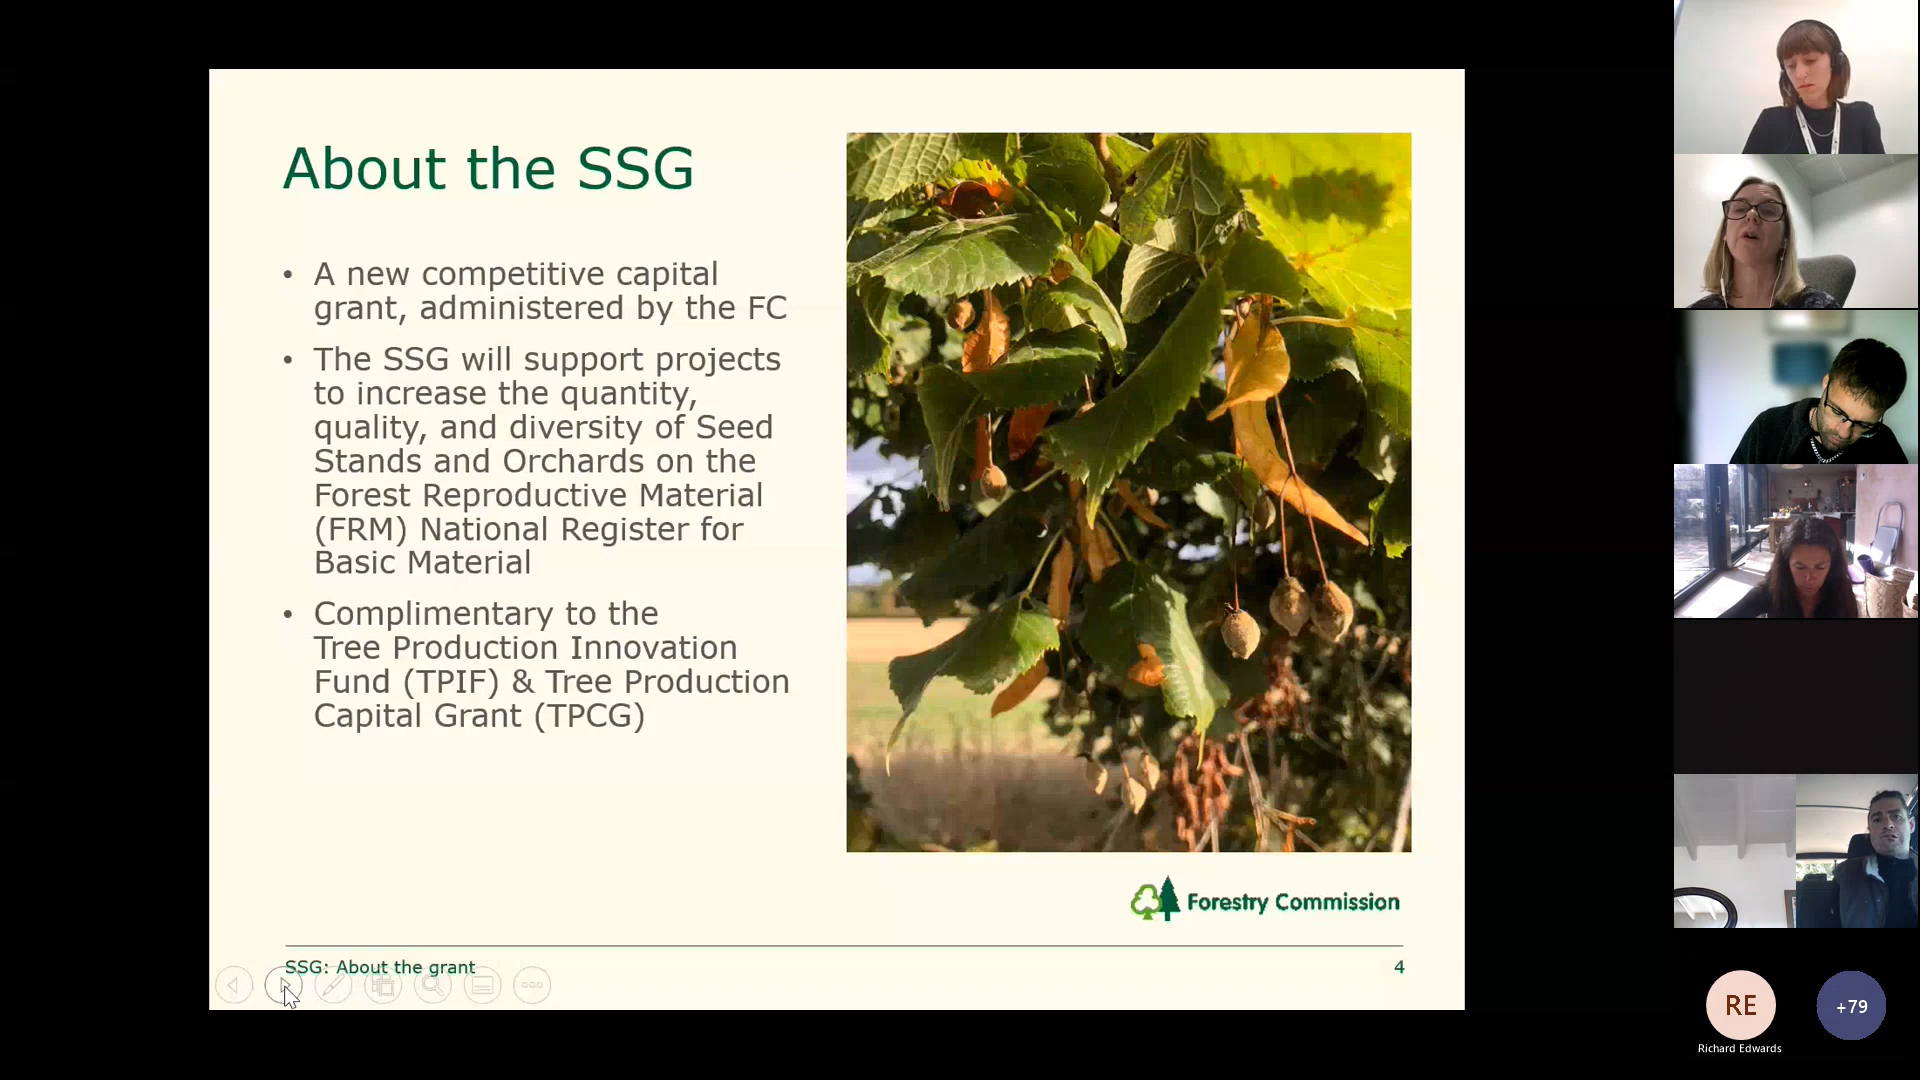 About the SSG
• A new competitive capital
grant, administered by the FC
• The SSG will support projects
to increase the quantity,
quality, and diversity of Seed
Stands and Orchards on the
Forest Reproductive Material
(FRM) National Register for
Basic Material
• Complimentary to the
Tree Production Innovation
Fund (TPIF) & Tree Production
Capital Grant (TPCG)
Forestry Commission
SSG: About the grant
4
RE
Richard Edwards
+79